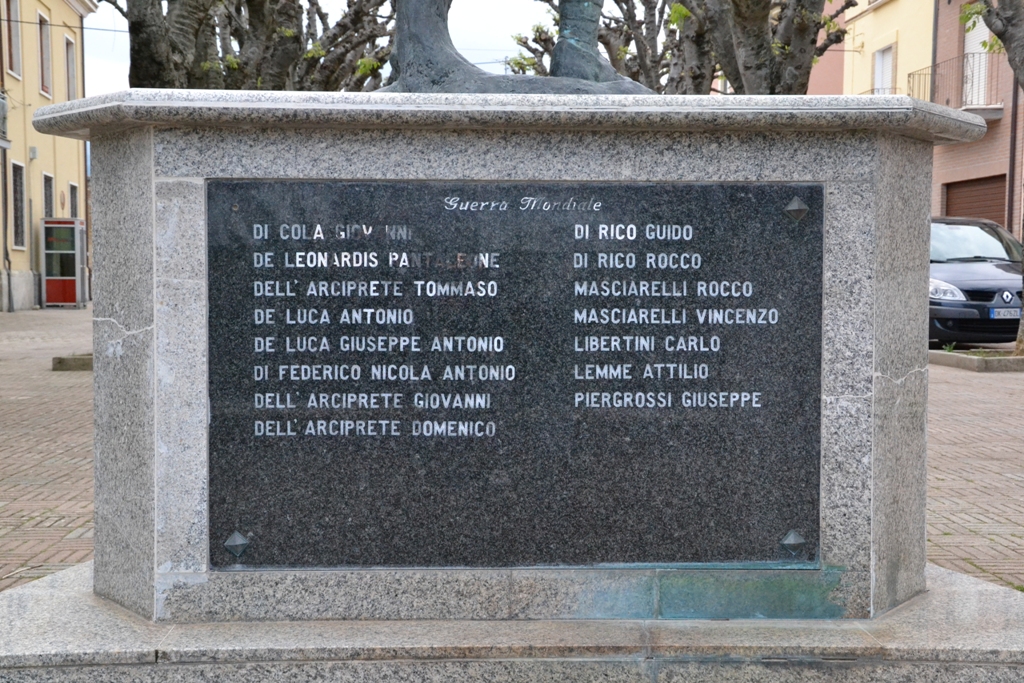 Guerra Mondiale
DI COLA GIOVANNI
DE LEONARDIS PANTALEONE
DELL' ARCIPRETE TOMMASO
DE LUCA ANTONIO
DE LUCA GIUSEPPE ANTONIO
DI FEDERICO NICOLA ANTONIO
DELL' ARCIPRETE GIOVANNI
DELL' ARCIPRETE DOMENICO
DI RICO GUIDO
DI RICO ROCCO
MASCIARELLI ROCCO
MASCIARELLI VINCENZO
LIBERTINI CARLO
LEMME ATTILIO
PIERGROSSI GIUSEPPE